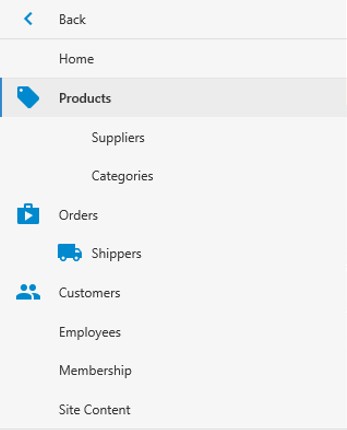 Back
Home
Products
Suppliers
Categories
Orders
Shippers
Customers
Employees
Membership
Site Content